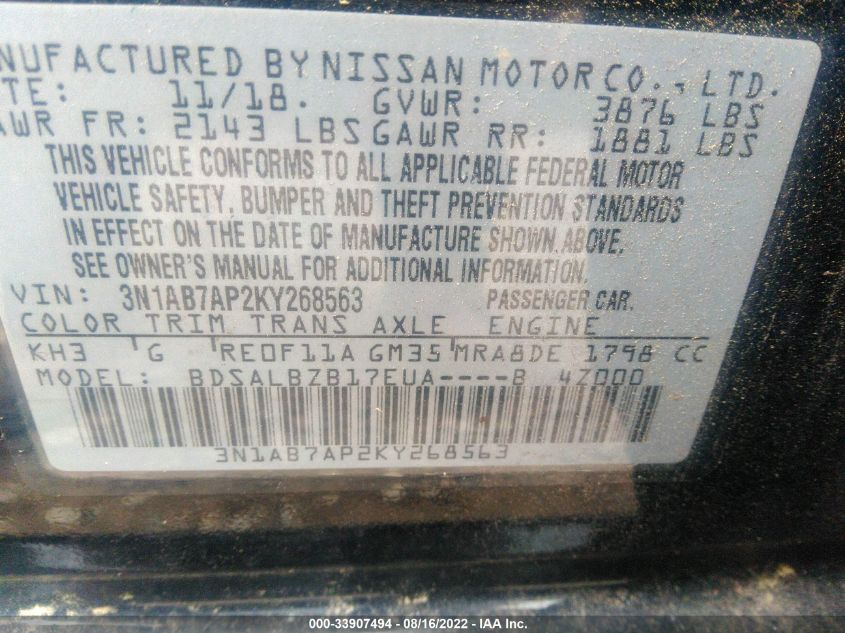 NUFACTURED BY NISSAN MOTOR CO., LTD.
TE: 11/18. GVWR: 3876 LBS
AWR FR: 2143 LBS GAWR RR: 1881 LBS
THIS VEHICLE CONFORMS TO ALL APPLICABLE FEDERAL MOTOR
VEHICLE SAFETY, BUMPER AND THEFT PREVENTION STANDARDS
IN EFFECT ON THE DATE OF MANUFACTURE SHOWN ABOVE.
SEE OWNER'S MANUAL FOR ADDITIONAL INFORMATION.
VIN: 3N1AB7AP2KY268563 PASSENGER CAR.
COLOR TRIM TRANS AXLE ENGINE
KH3 G RE0F11A GM35 MRA8DE 1798 CC
MODEL: BDSALBZB17EUA----B 4Z000
3N1AB7AP2KY268563
000-33907494 - 08/16/2022 - IAA Inc.